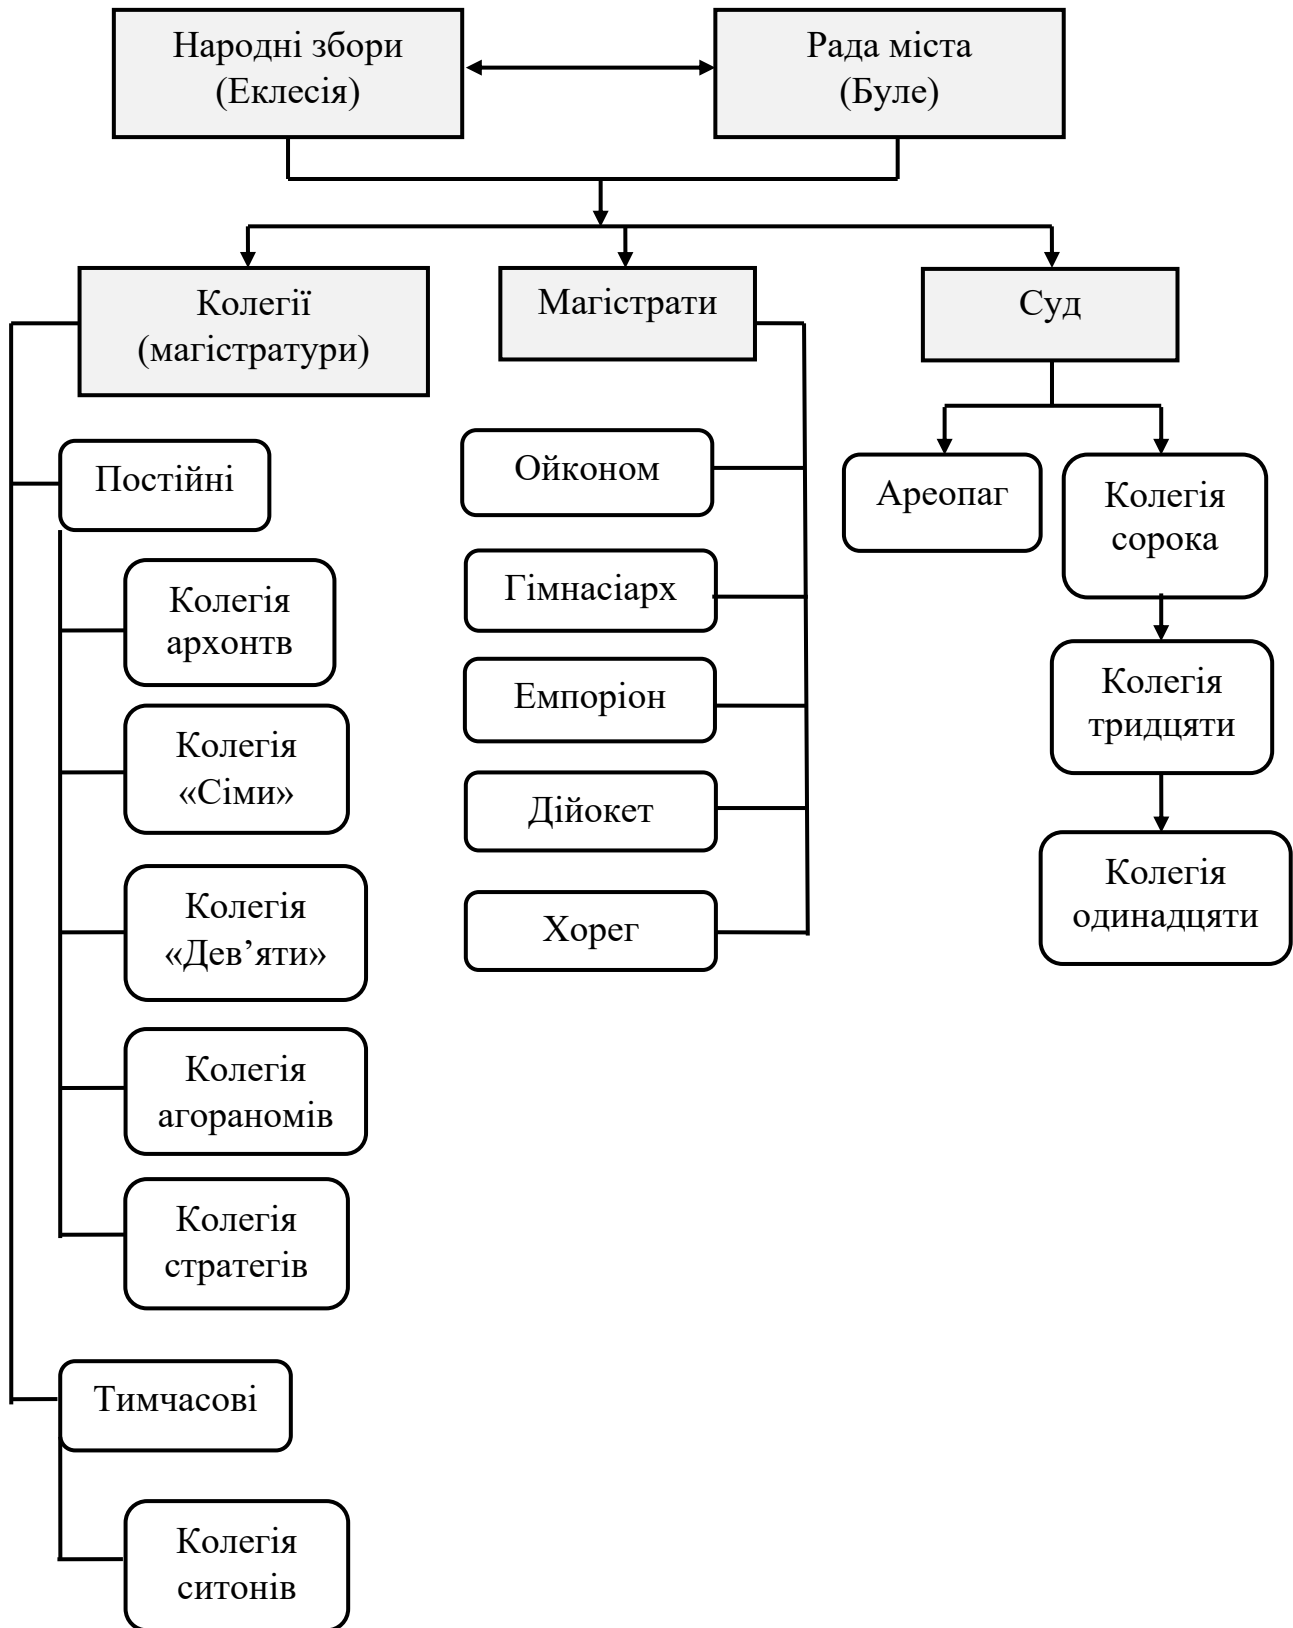 Народні збори
(Еклесія)
Рада міста
(Буле)
Колегії
(магістратури)
Магістрати
Суд
Постійні
Колегія
архонтв
Колегія
«Сіми»
Колегія
«Дев’яти»
Колегія
агораномів
Колегія
стратегів
Тимчасові
Колегія
ситонів
Ойконом
Гімнасіарх
Емпоріон
Дійокет
Хорег
Ареопаг
Колегія
сорока
Колегія
тридцяти
Колегія
одинадцяти